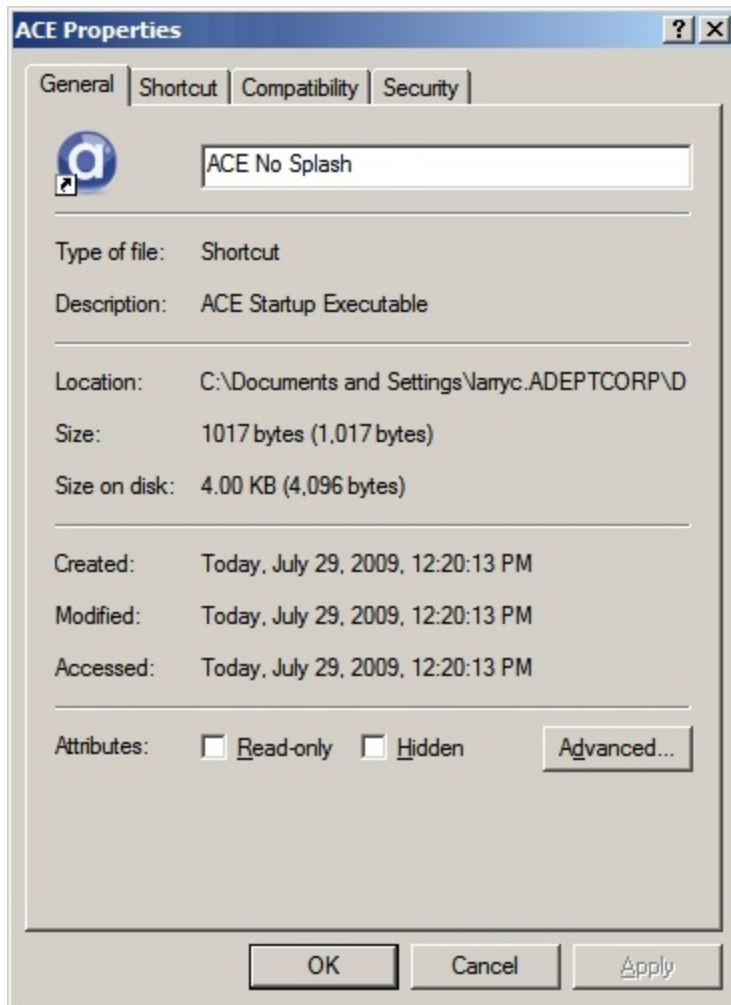 ACE Properties
General Shortcut Compatibility Security
a ACE No Splash
Type of file: Shortcut
Description: ACE Startup Executable
Location: C:\Documents and Settings\larryc.ADEPTCORP\D
Size: 1017 bytes (1,017 bytes)
Size on disk: 4.00 KB (4,096 bytes)
Created: Today, July 29, 2009, 12:20:13 PM
Modified: Today, July 29, 2009, 12:20:13 PM
Accessed: Today, July 29, 2009, 12:20:13 PM
Attributes: Read-only Hidden Advanced...
OK Cancel Apply